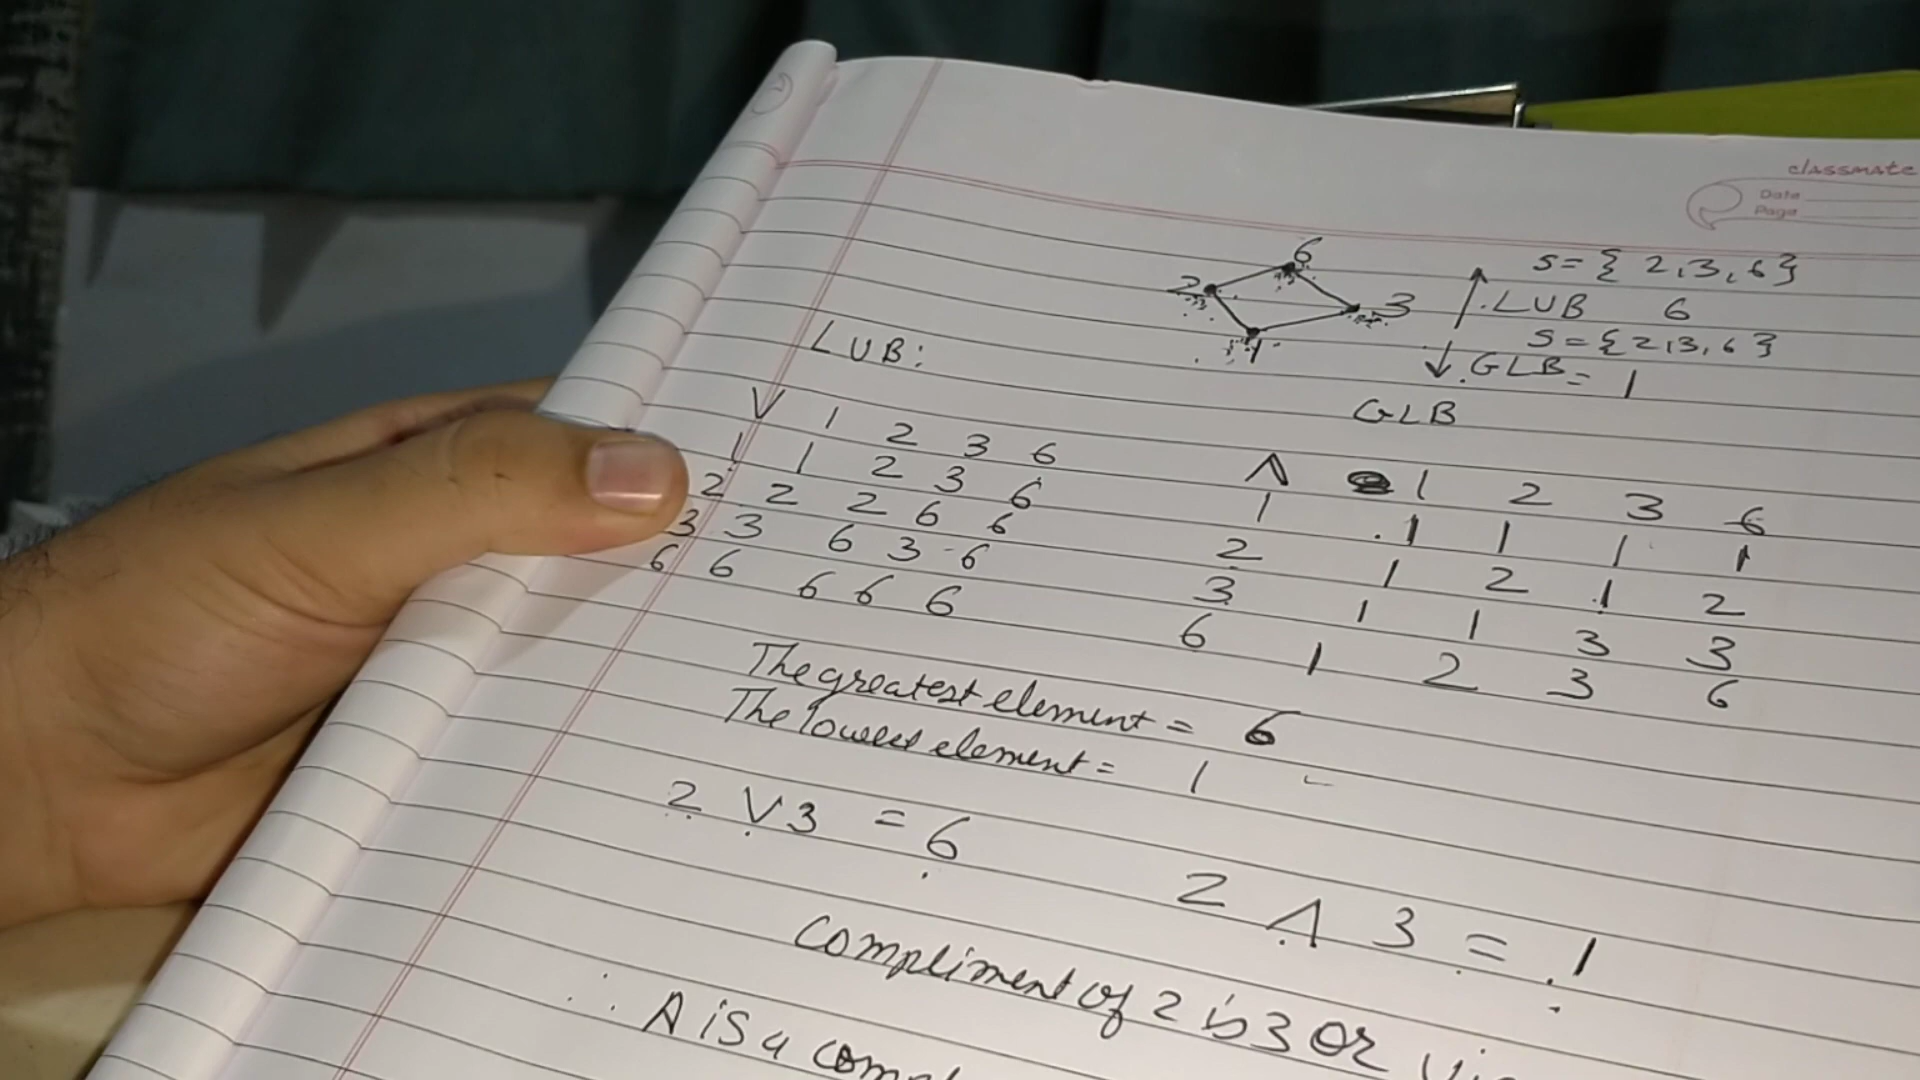 classmate
Date
Page
6
2
3
1
S = { 2,3,6}
LUB 6
S = {2,3,6}
GLB = 1
LUB:
GLB
V 1 2 3 6
1 1 2 3 6
2 2 2 6 6
3 3 6 3 6
6 6 6 6 6
Λ 1 2 3 6
1 1 1 1 1
2 1 2 1 2
3 1 1 3 3
6 1 2 3 6
The greatest element = 6
The lowest element = 1
2 V 3 = 6
2 Λ 3 = 1
Compliment of 2 is 3 or
∴ A is a